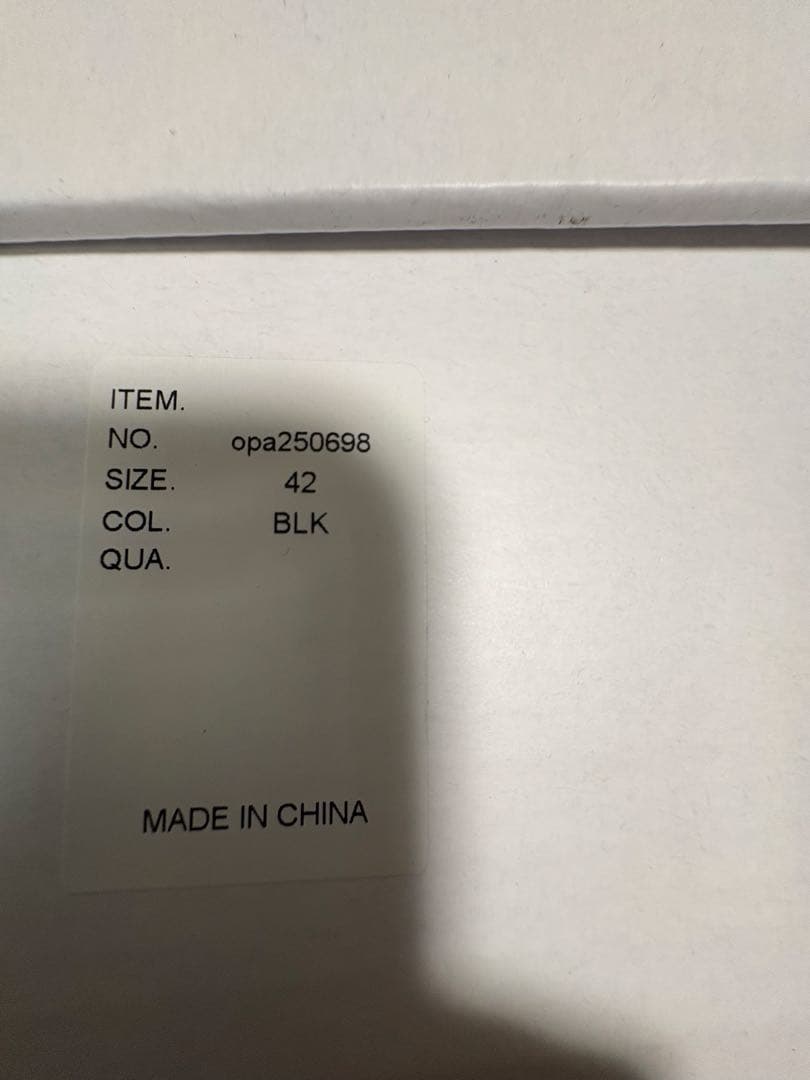 ITEM.
NO. opa250698
SIZE. 42
COL. BLK
QUA.
MADE IN CHINA